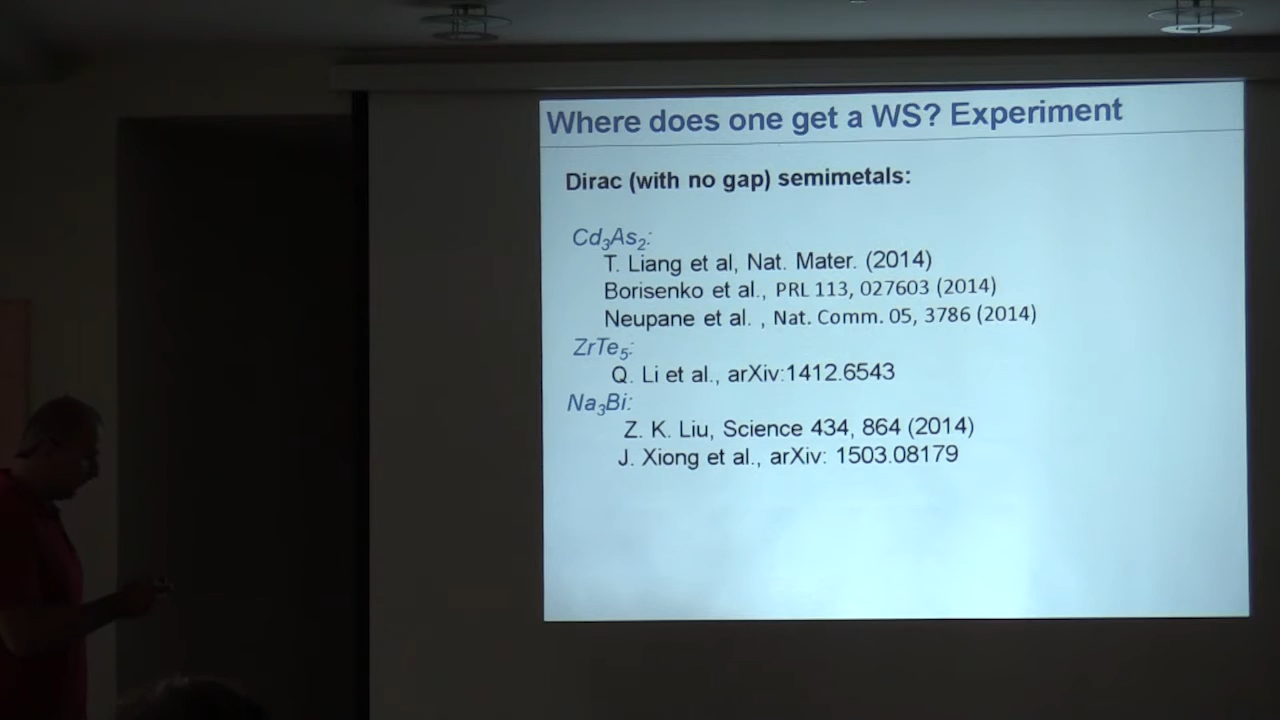 Where does one get a WS? Experiment
Dirac (with no gap) semimetals:
Cd₃As₂:
T. Liang et al, Nat. Mater. (2014)
Borisenko et al., PRL 113, 027603 (2014)
Neupane et al. , Nat. Comm. 05, 3786 (2014)
ZrTe₅:
Q. Li et al., arXiv:1412.6543
Na₃Bi:
Z. K. Liu, Science 434, 864 (2014)
J. Xiong et al., arXiv: 1503.08179